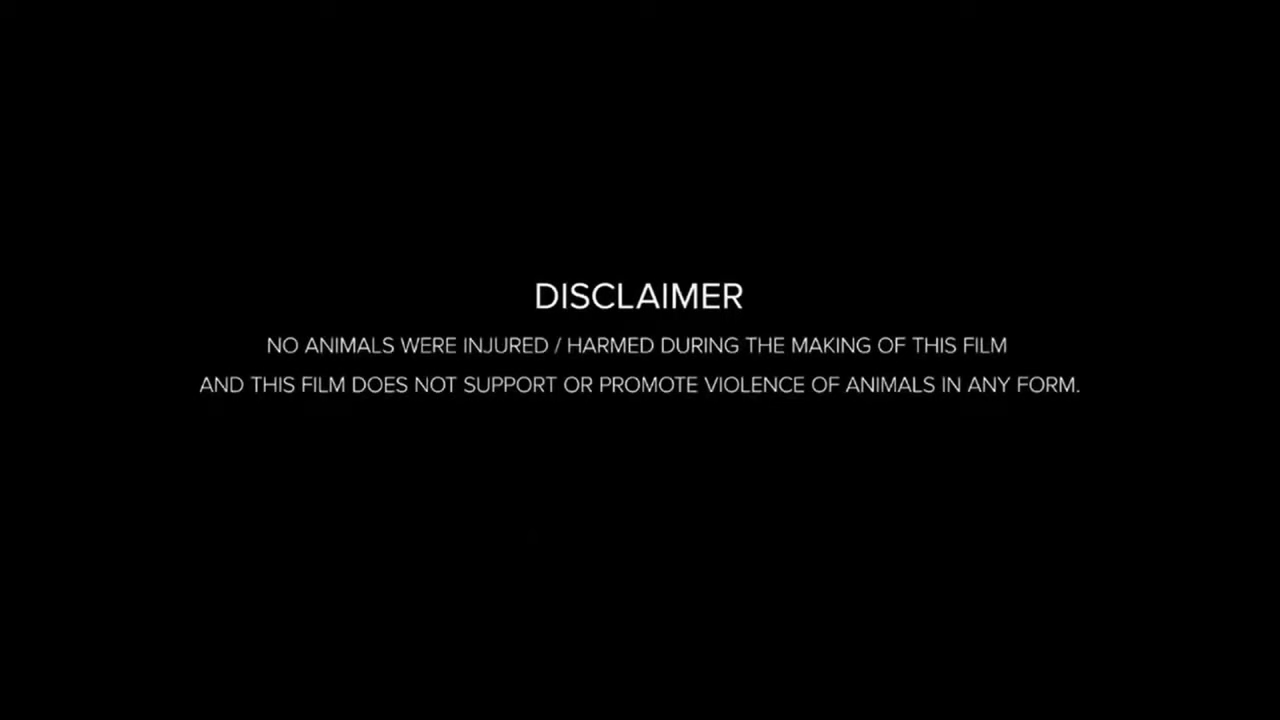 DISCLAIMER
NO ANIMALS WERE INJURED / HARMED DURING THE MAKING OF THIS FILM
AND THIS FILM DOES NOT SUPPORT OR PROMOTE VIOLENCE OF ANIMALS IN ANY FORM.